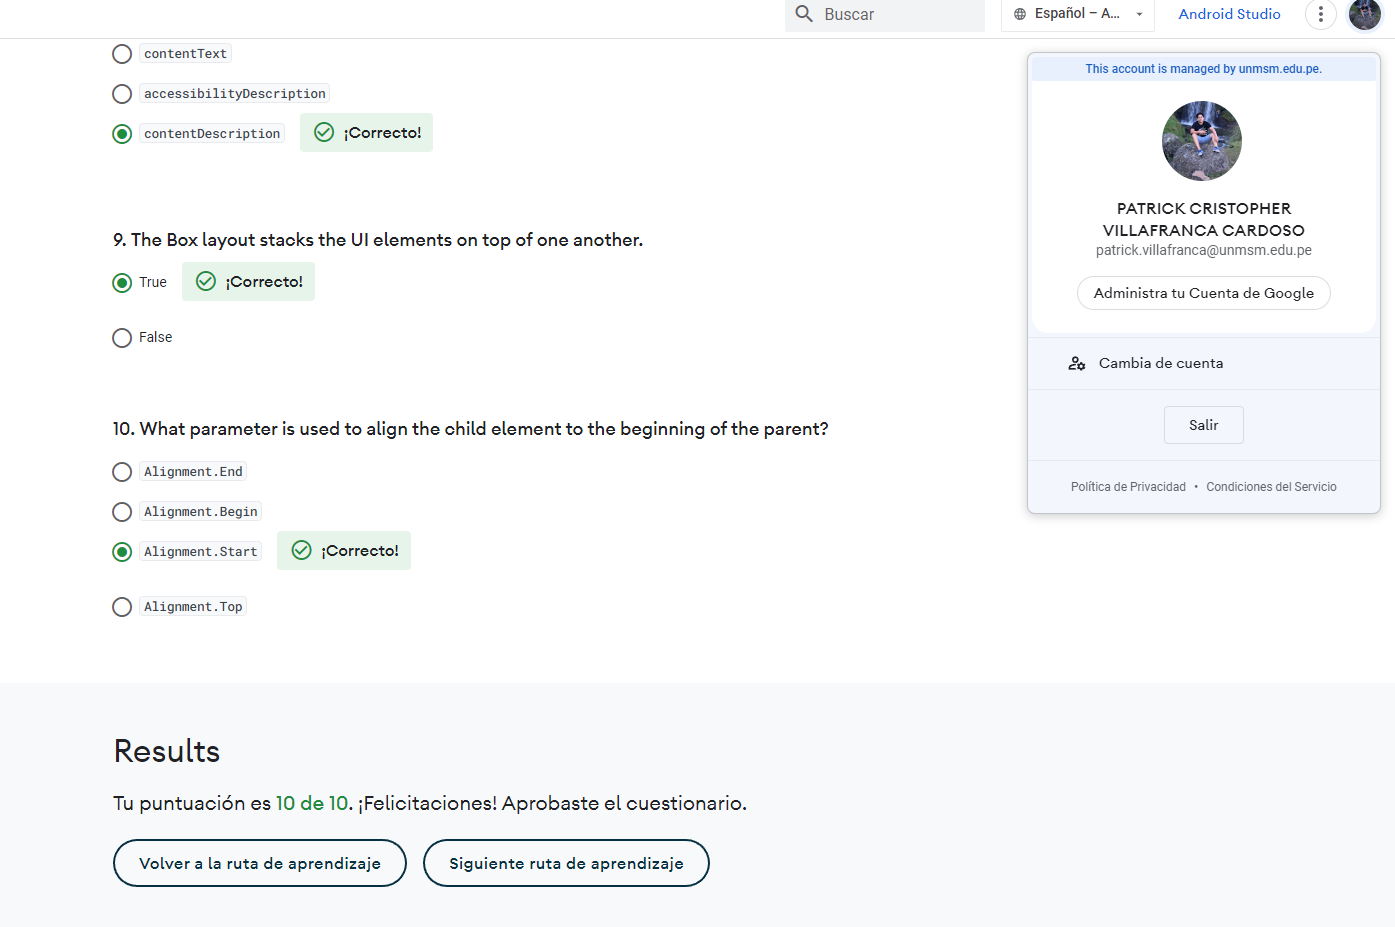 Buscar
Español – A...
Android Studio
contentText
accessibilityDescription
contentDescription
¡Correcto!
9. The Box layout stacks the UI elements on top of one another.
True
¡Correcto!
False
10. What parameter is used to align the child element to the beginning of the parent?
Alignment.End
Alignment.Begin
Alignment.Start
¡Correcto!
Alignment.Top
Results
Tu puntuación es 10 de 10. ¡Felicitaciones! Aprobaste el cuestionario.
Volver a la ruta de aprendizaje
Siguiente ruta de aprendizaje
This account is managed by unmsm.edu.pe.
PATRICK CRISTOPHER
VILLAFRANCA CARDOSO
patrick.villafranca@unmsm.edu.pe
Administra tu Cuenta de Google
Cambia de cuenta
Salir
Política de Privacidad • Condiciones del Servicio